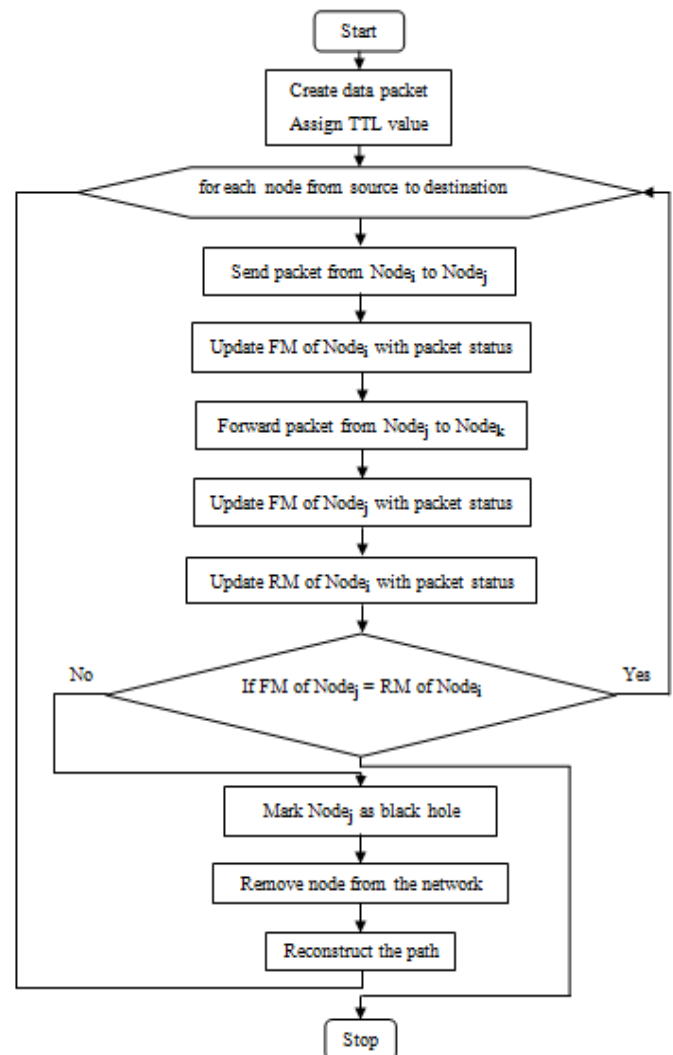 Start
Create data packet
Assign TTL value
for each node from source to destination
Send packet from Nodei to Nodej
Update FM of Nodei with packet status
Forward packet from Nodej to Nodek
Update FM of Nodej with packet status
Update RM of Nodei with packet status
No
Yes
If FM of Nodej = RM of Nodei
Mark Nodej as black hole
Remove node from the network
Reconstruct the path
Stop